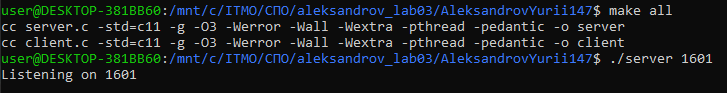 user@DESKTOP-381BB60:/mnt/c/ITMO/СПО/aleksandrov_lab03/AleksandrovYurii147$ make all
cc server.c -std=c11 -g -O3 -Werror -Wall -Wextra -pthread -pedantic -o server
cc client.c -std=c11 -g -O3 -Werror -Wall -Wextra -pthread -pedantic -o client
user@DESKTOP-381BB60:/mnt/c/ITMO/СПО/aleksandrov_lab03/AleksandrovYurii147$ ./server 1601
Listening on 1601